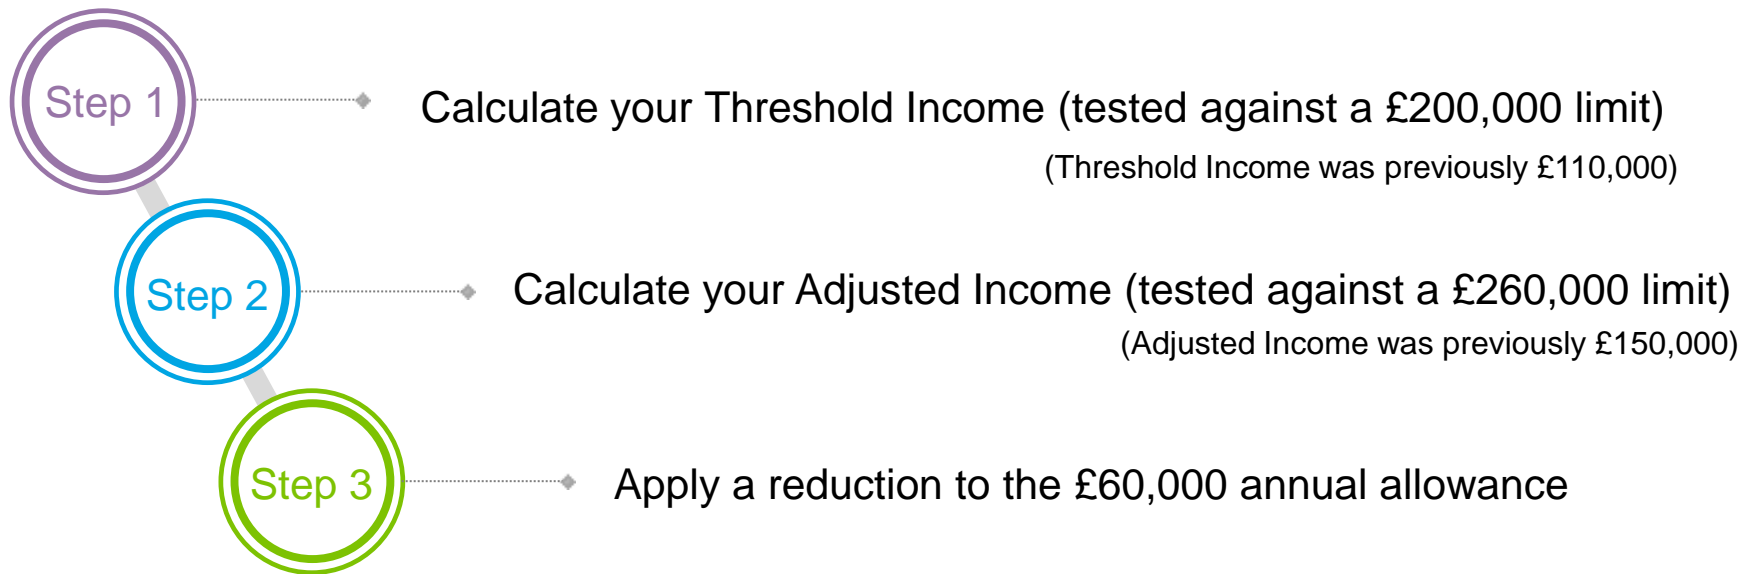 Step 1
Calculate your Threshold Income (tested against a £200,000 limit)
(Threshold Income was previously £110,000)
Step 2
Calculate your Adjusted Income (tested against a £260,000 limit)
(Adjusted Income was previously £150,000)
Step 3
Apply a reduction to the £60,000 annual allowance